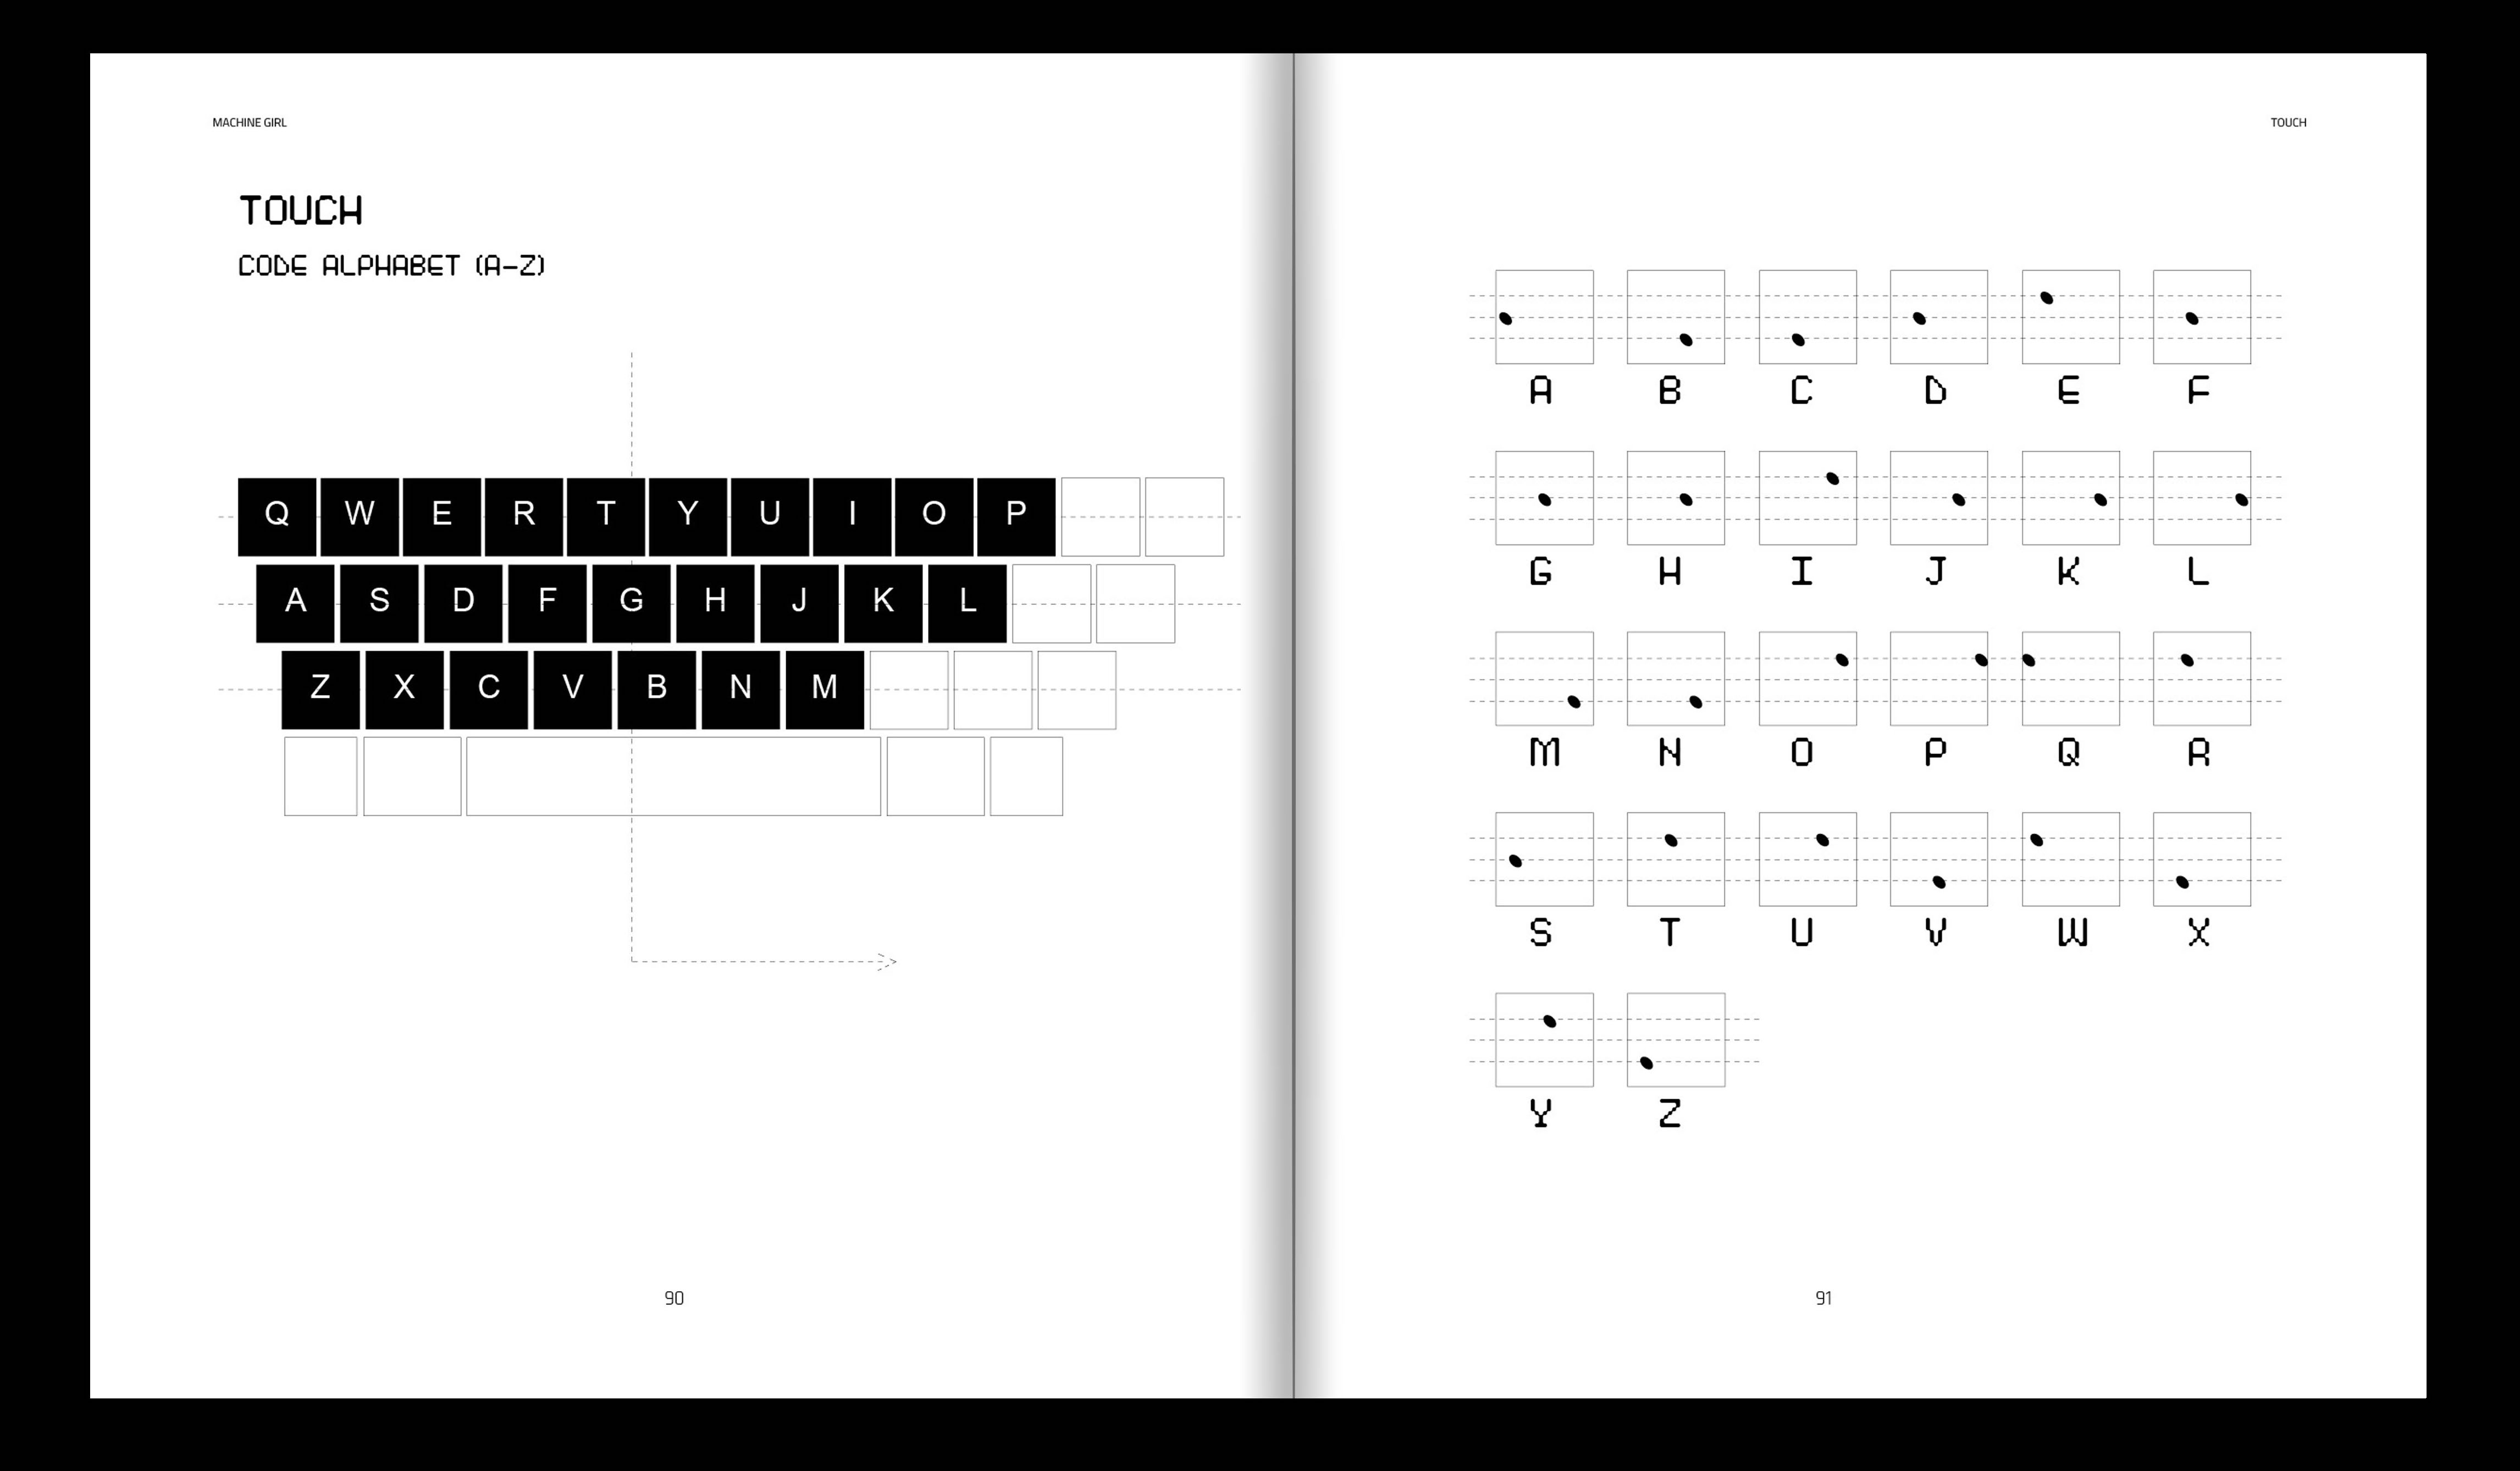 MACHINE GIRL
TOUCH
CODE ALPHABET (A-Z)
Q W E R T Y U I O P
A S D F G H J K L
Z X C V B N M
90
TOUCH
A B C D E F
G H I J K L
M N O P Q R
S T U V W X
Y Z
91